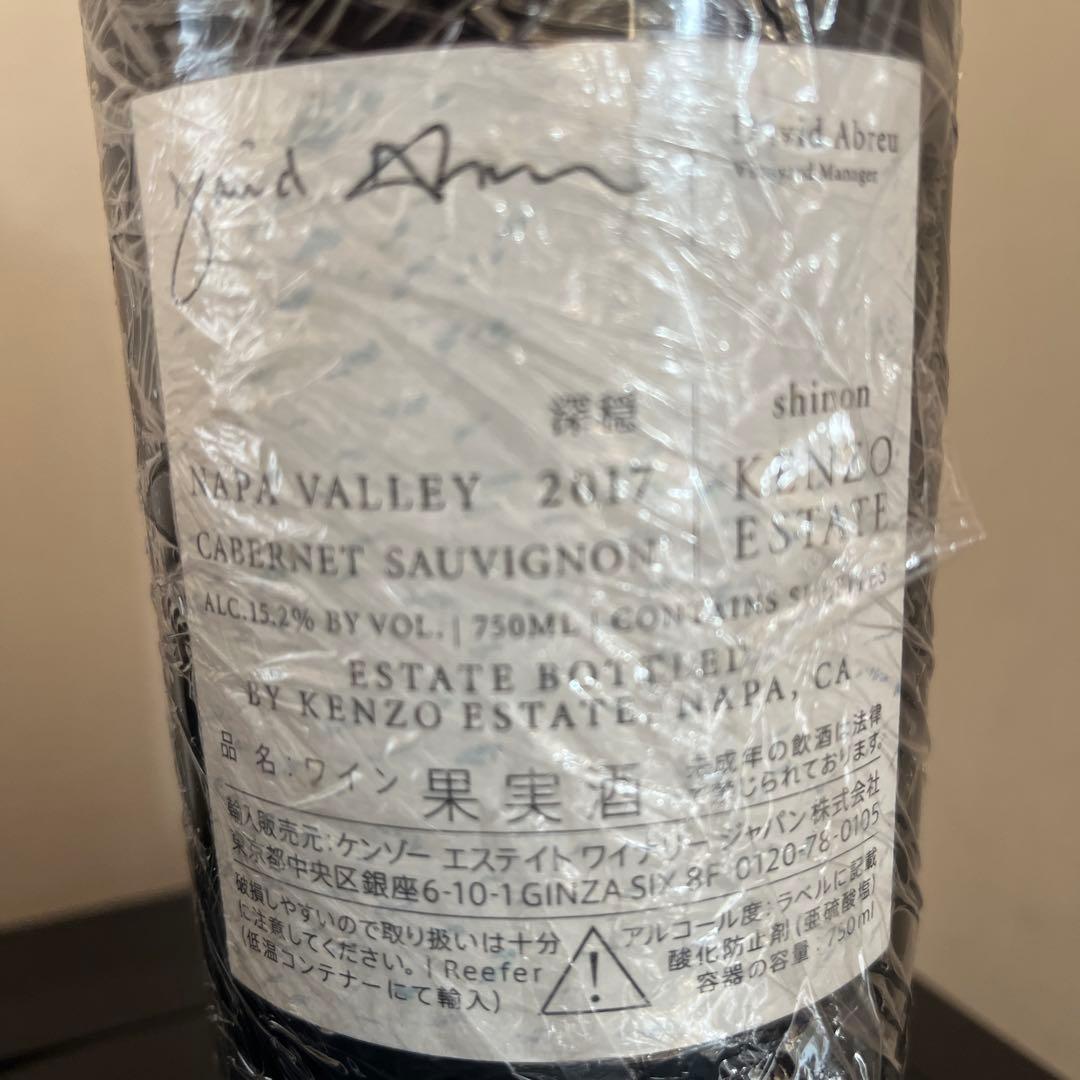 David Abreu
David Abreu
Vineyard Manager
深穏
shinon
NAPA VALLEY 2017
KENZO
ESTATE
CABERNET SAUVIGNON
ALC.15.2% BY VOL. | 750ML | CONTAINS SULFITES
ESTATE BOTTLED
BY KENZO ESTATE, NAPA, CA
品 名:ワイン 果実酒
未成年の飲酒は法律
で禁じられております。
輸入販売元:ケンゾー エステイト ワイナリー ジャパン 株式会社
東京都中央区銀座6-10-1GINZA SIX 8F 0120-78-0105
破損しやすいので取り扱いは十分
に注意してください。| Reefer
(低温コンテナーにて輸入)
アルコール度:ラベルに記載
酸化防止剤(亜硫酸塩)
容器の容量:750ml